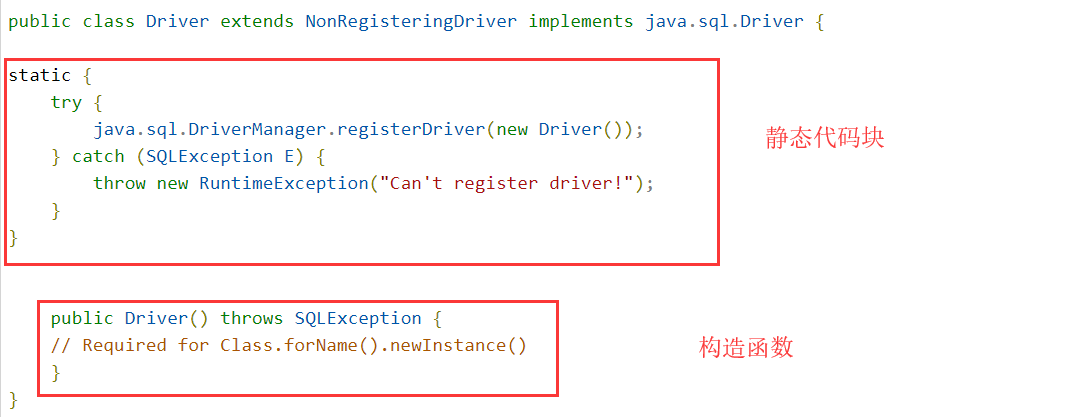 public class Driver extends NonRegisteringDriver implements java.sql.Driver {
static {
    try {
        java.sql.DriverManager.registerDriver(new Driver());
    } catch (SQLException E) {
        throw new RuntimeException("Can't register driver!");
    }
}
静态代码块
    public Driver() throws SQLException {
    // Required for Class.forName().newInstance()
    }
构造函数
}